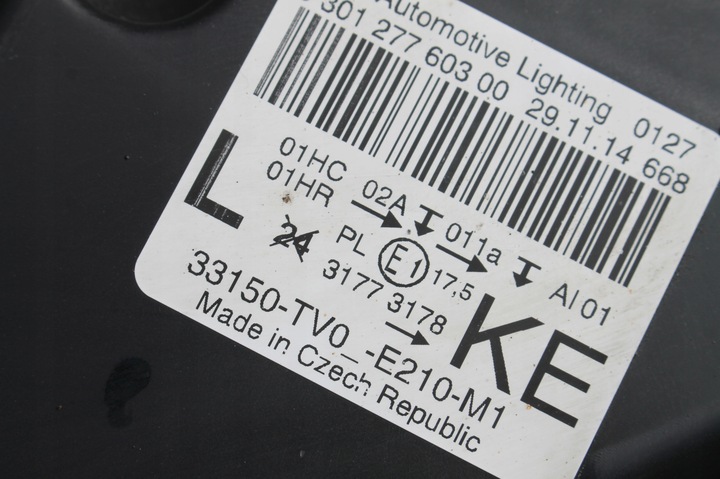 Automotive Lighting 0127
301 277 603 00 29.11.14 668
L
01HC 02A 011a AI 01
01HR
24 PL E1 17,5
3177 3178
KE
33150-TV0_-E210-M1
Made in Czech Republic